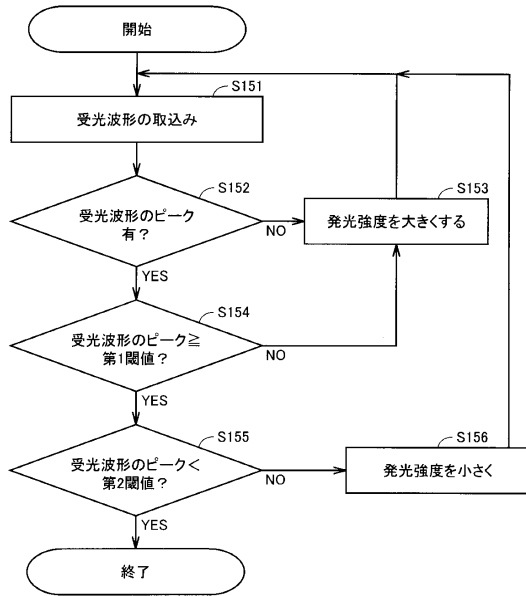 開始
S151
受光波形の取込み
S152
受光波形のピーク
有？
NO
YES
S153
発光強度を大きくする
S154
受光波形のピーク≧
第1閾値？
NO
YES
S155
受光波形のピーク＜
第2閾値？
NO
YES
S156
発光強度を小さく
終了